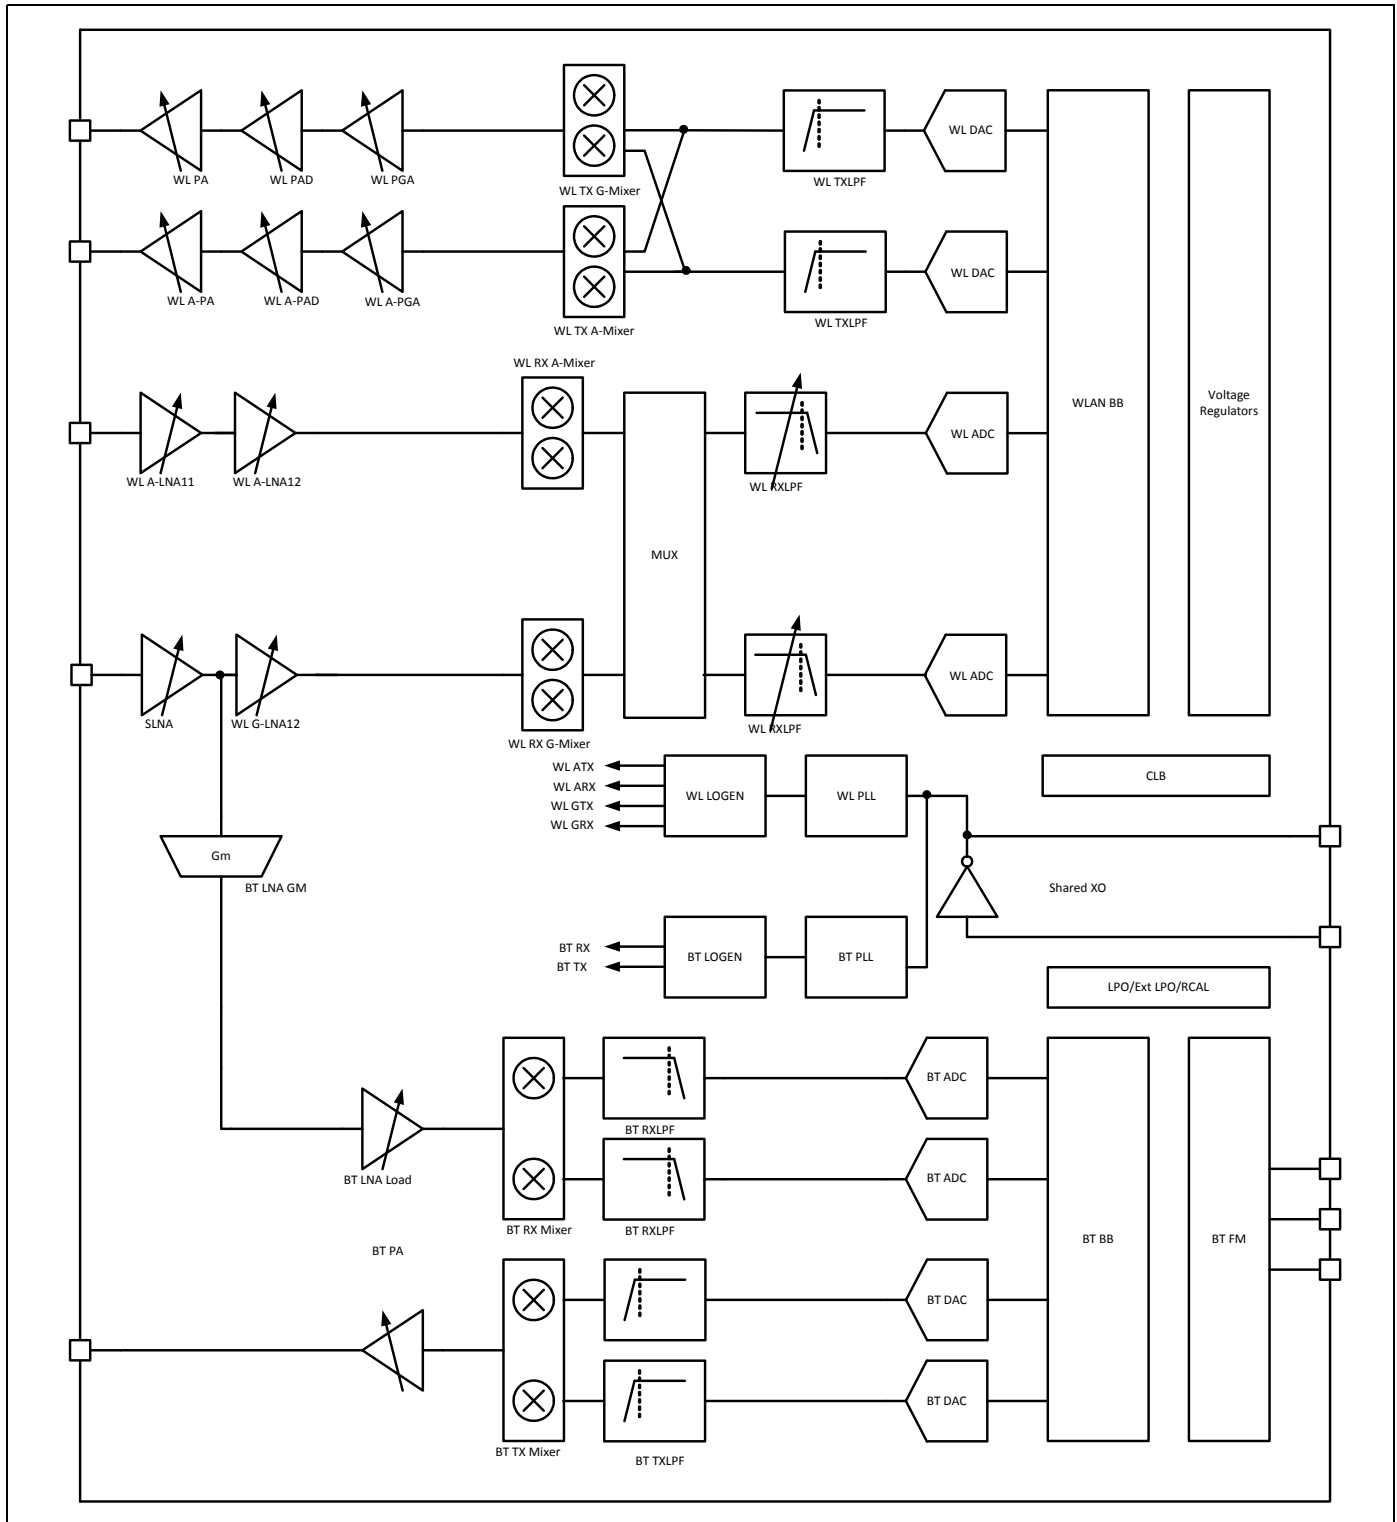 WL DAC
WL PA
WL PAD
WL PGA
WL TX G-Mixer
WL TXLPF
WL DAC
WL A-PA
WL A-PAD
WL A-PGA
WL TX A-Mixer
WL TXLPF
WL RX A-Mixer
WLAN BB
Voltage
Regulators
WL ADC
WL A-LNA11
WL A-LNA12
WL RXLPF
MUX
WL ADC
SLNA
WL G-LNA12
WL RXLPF
WL RX G-Mixer
WL ATX
WL ARX
WL GTX
WL GRX
WL LOGEN
WL PLL
CLB
Gm
BT LNA GM
Shared XO
BT RX
BT TX
BT LOGEN
BT PLL
LPO/Ext LPO/RCAL
BT ADC
BT RXLPF
BT LNA Load
BT ADC
BT RX Mixer
BT RXLPF
BT PA
BT BB
BT FM
BT DAC
BT DAC
BT TX Mixer
BT TXLPF